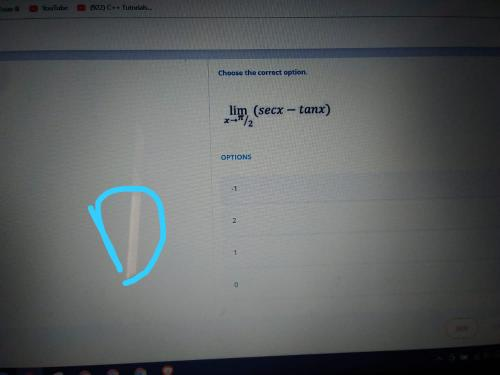 YouTube
(922) C++ Tutorials...
Choose the correct option.
lim (secx − tanx)
x→π/2
OPTIONS
-1
2
1
0